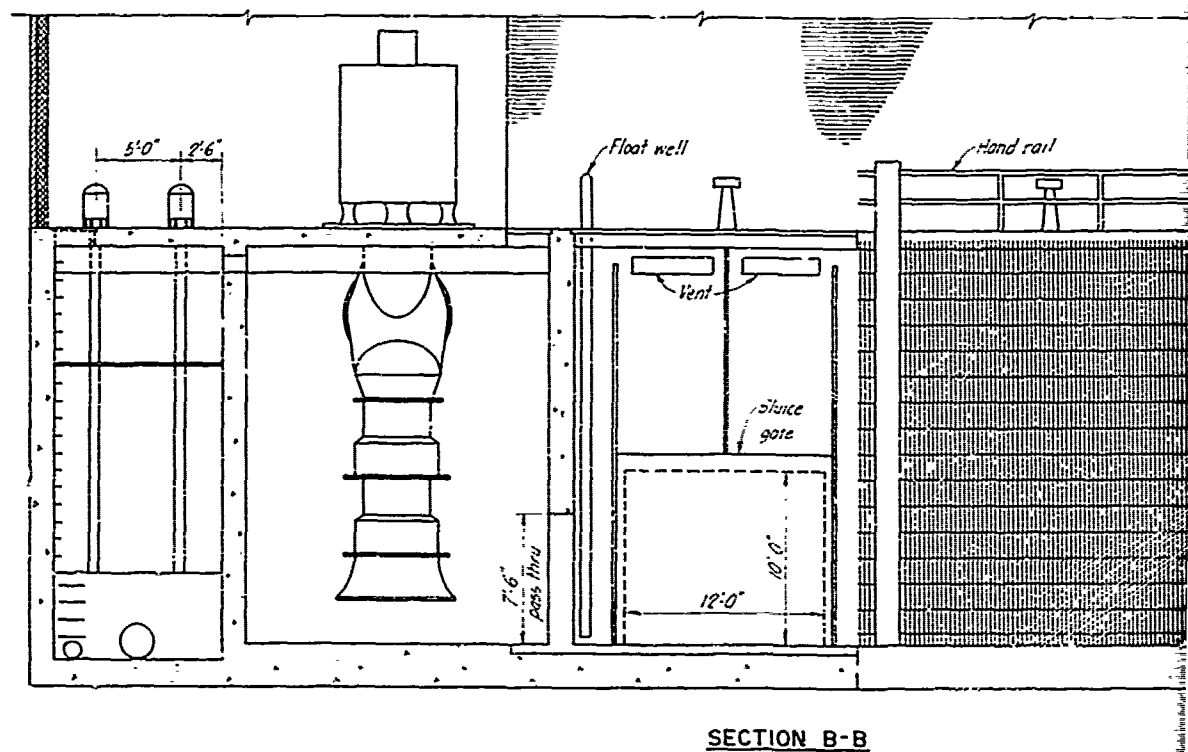 5'-0" 2'-6"
Float well
Hand rail
Vent
Sluice
gate
7'-6"
pass thru
10'-0"
12'-0"
SECTION B-B